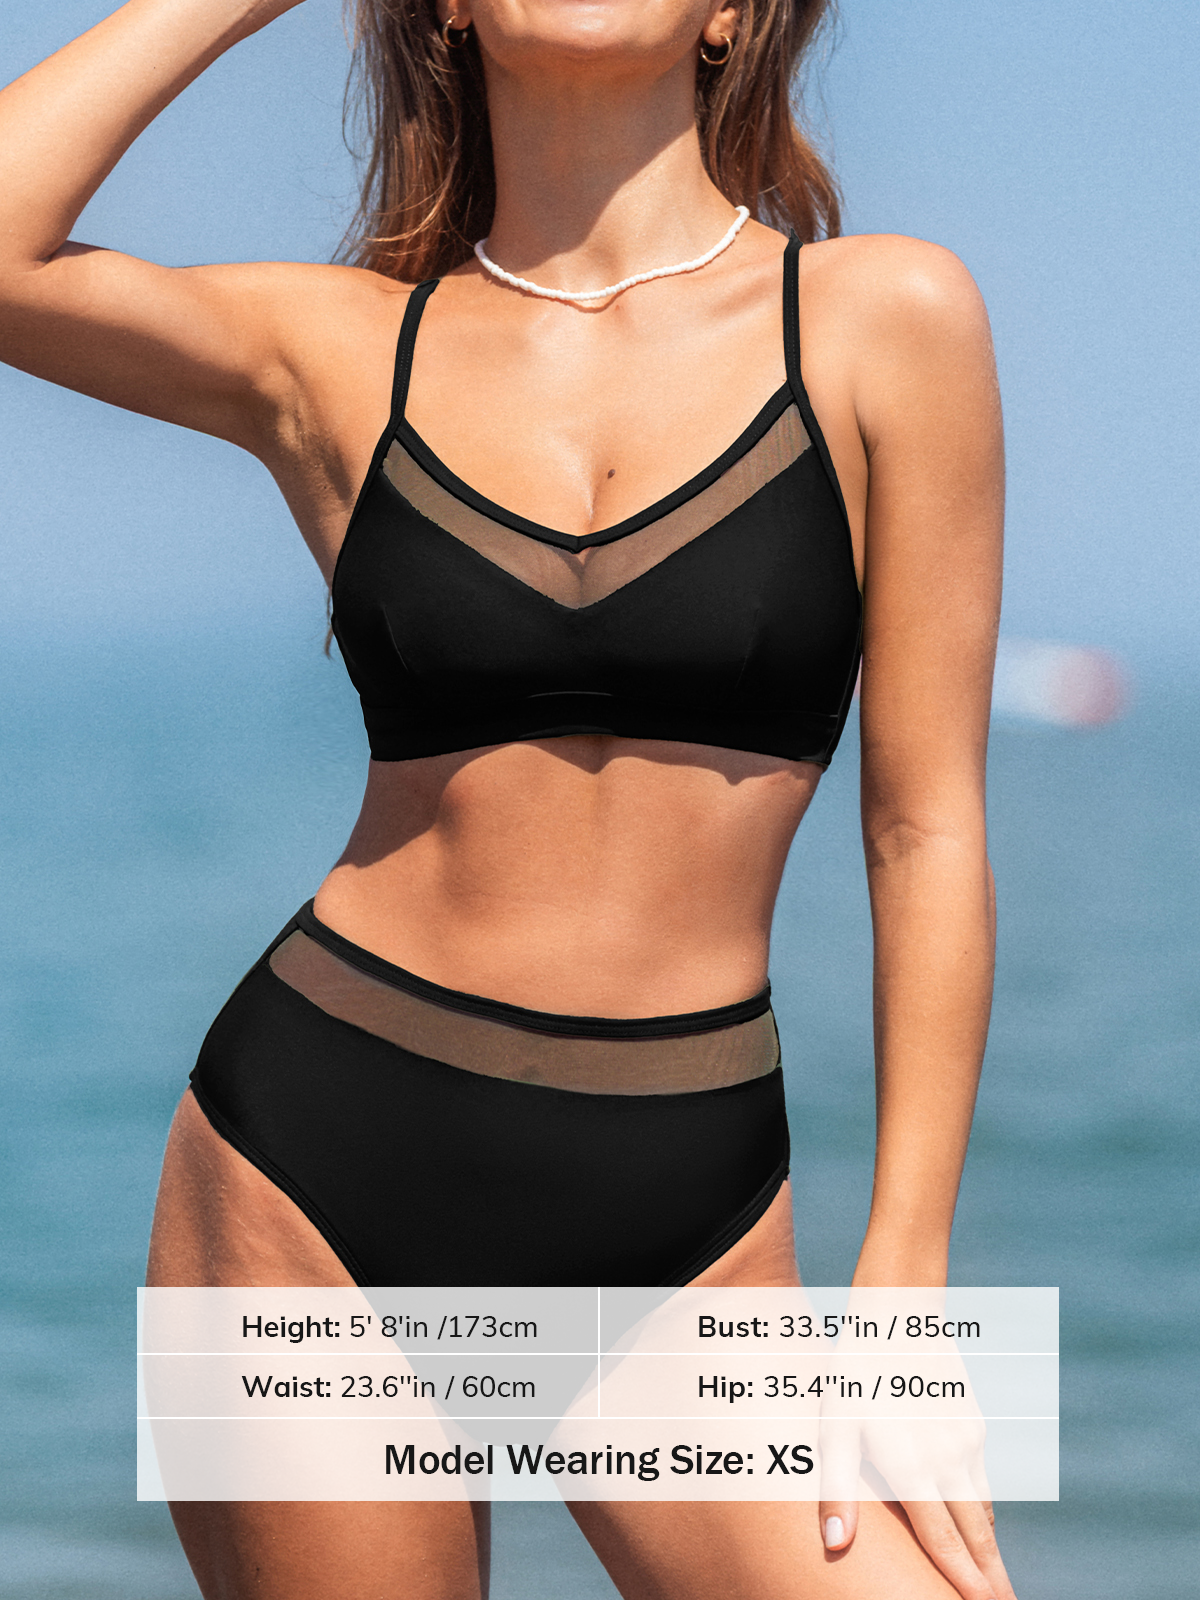 Height: 5' 8'in /173cm
Bust: 33.5''in / 85cm
Waist: 23.6''in / 60cm
Hip: 35.4''in / 90cm
Model Wearing Size: XS